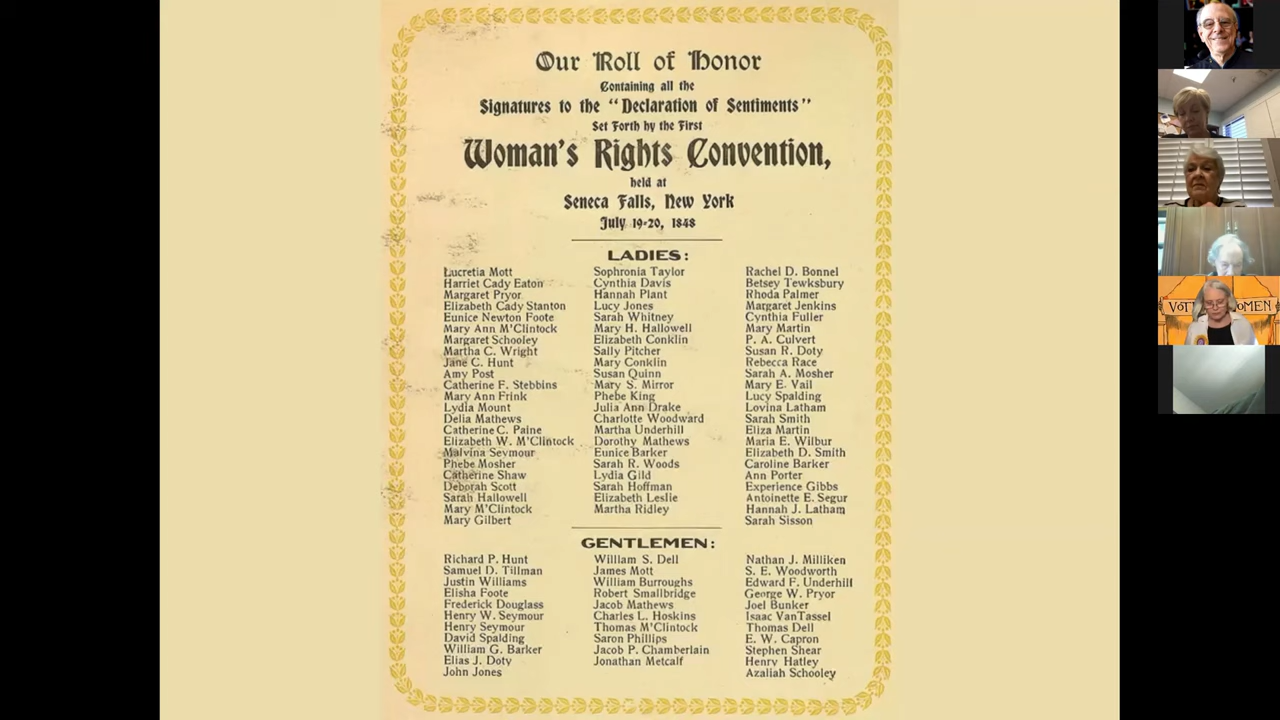 Our Roll of Honor
Containing all the
Signatures to the "Declaration of Sentiments"
Set Forth by the First
Woman's Rights Convention,
held at
Seneca Falls, New York
July 19-20, 1848
LADIES:
Lucretia Mott
Harriet Cady Eaton
Margaret Pryor
Elizabeth Cady Stanton
Eunice Newton Foote
Mary Ann M'Clintock
Margaret Schooley
Martha C. Wright
Jane C. Hunt
Amy Post
Catherine F. Stebbins
Mary Ann Frink
Lydia Mount
Delia Mathews
Catherine C. Paine
Elizabeth W. M'Clintock
Malvina Seymour
Phebe Mosher
Catherine Shaw
Deborah Scott
Sarah Hallowell
Mary M'Clintock
Mary Gilbert
Sophronia Taylor
Cynthia Davis
Hannah Plant
Lucy Jones
Sarah Whitney
Mary H. Hallowell
Elizabeth Conklin
Sally Pitcher
Mary Conklin
Susan Quinn
Mary S. Mirror
Phebe King
Julia Ann Drake
Charlotte Woodward
Martha Underhill
Dorothy Mathews
Eunice Barker
Sarah R. Woods
Lydia Gild
Sarah Hoffman
Elizabeth Leslie
Martha Ridley
Rachel D. Bonnel
Betsey Tewksbury
Rhoda Palmer
Margaret Jenkins
Cynthia Fuller
Mary Martin
P. A. Culvert
Susan R. Doty
Rebecca Race
Sarah A. Mosher
Mary E. Vail
Lucy Spalding
Lovina Latham
Sarah Smith
Eliza Martin
Maria E. Wilbur
Elizabeth D. Smith
Caroline Barker
Ann Porter
Experience Gibbs
Antoinette E. Segur
Hannah J. Latham
Sarah Sisson
GENTLEMEN:
Richard P. Hunt
Samuel D. Tillman
Justin Williams
Elisha Foote
Frederick Douglass
Henry W. Seymour
Henry Seymour
David Spalding
William G. Barker
Elias J. Doty
John Jones
William S. Dell
James Mott
William Burroughs
Robert Smallbridge
Jacob Mathews
Charles L. Hoskins
Thomas M'Clintock
Saron Phillips
Jacob P. Chamberlain
Jonathan Metcalf
Nathan J. Milliken
S. E. Woodworth
Edward F. Underhill
George W. Pryor
Joel Bunker
Isaac VanTassel
Thomas Dell
E. W. Capron
Stephen Shear
Henry Hatley
Azaliah Schooley